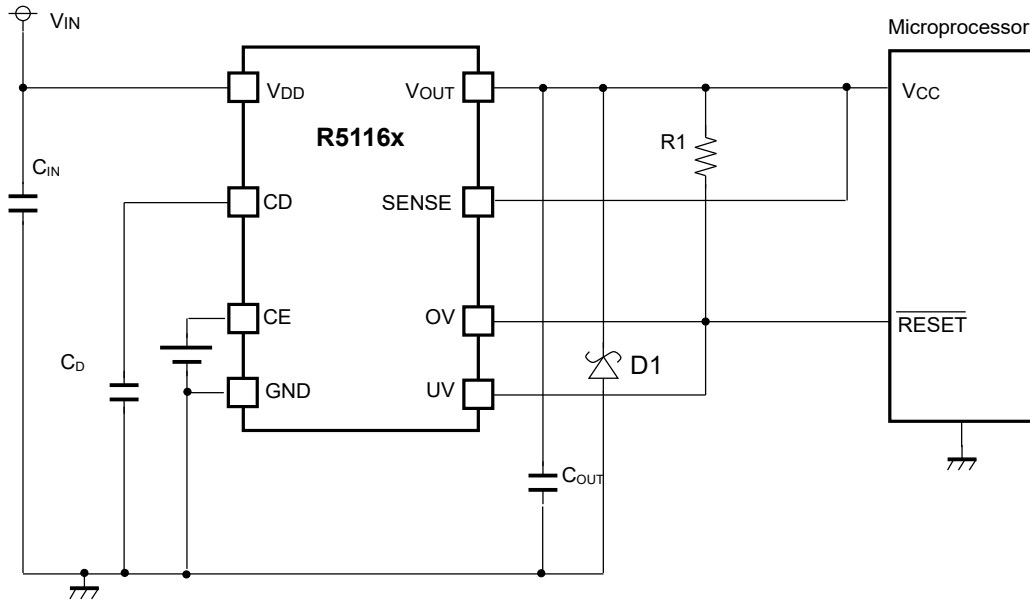 VIN
Microprocessor
VDD
VOUT
VCC
R5116x
R1
CIN
CD
SENSE
CE
OV
RESET
CD
GND
UV
D1
COUT